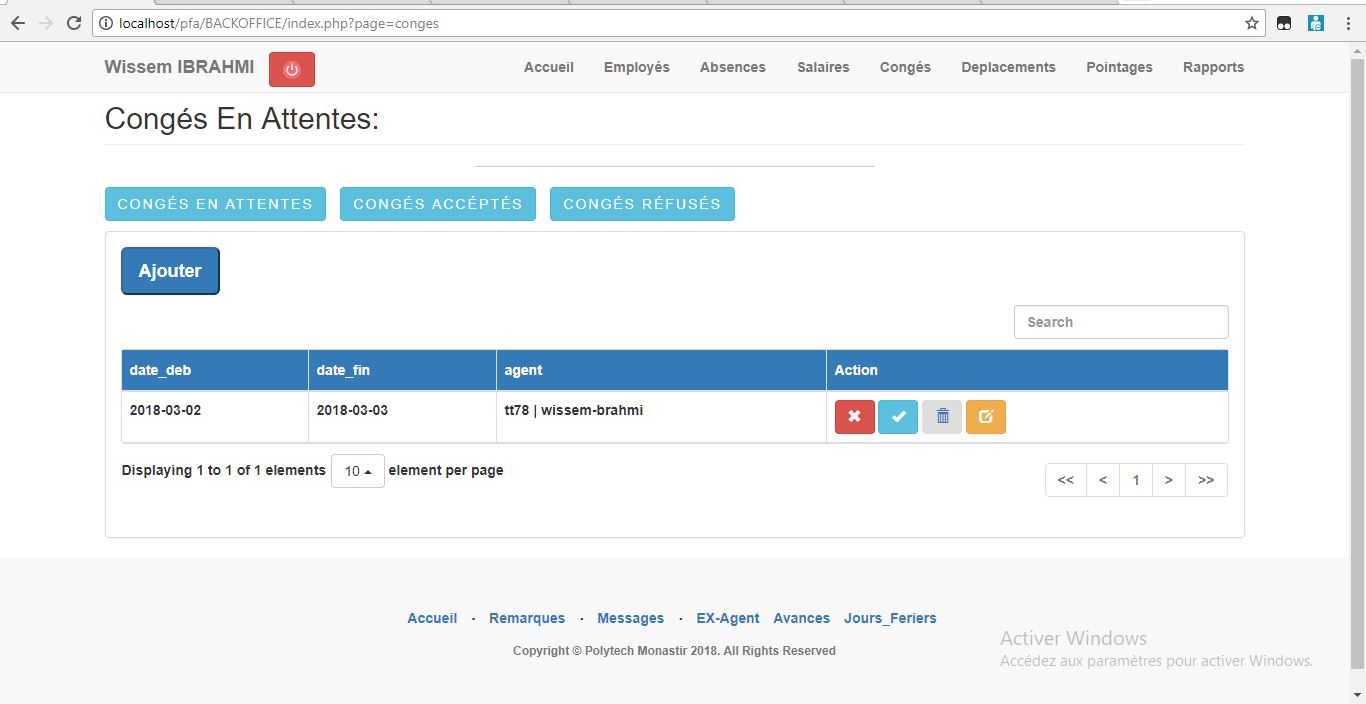 localhost/pfa/BACKOFFICE/index.php?page=conges
Wissem IBRAHMI Accueil Employés Absences Salaires Congés Deplacements Pointages Rapports
Congés En Attentes:
CONGÉS EN ATTENTES CONGÉS ACCÉPTÉS CONGÉS RÉFUSÉS
Ajouter
Search
date_deb date_fin agent Action
2018-03-02 2018-03-03 tt78 | wissem-brahmi
Displaying 1 to 1 of 1 elements 10 element per page
<< < 1 > >>
Accueil · Remarques · Messages · EX-Agent Avances Jours_Feriers
Copyright © Polytech Monastir 2018. All Rights Reserved
Activer Windows
Accédez aux paramètres pour activer Windows.